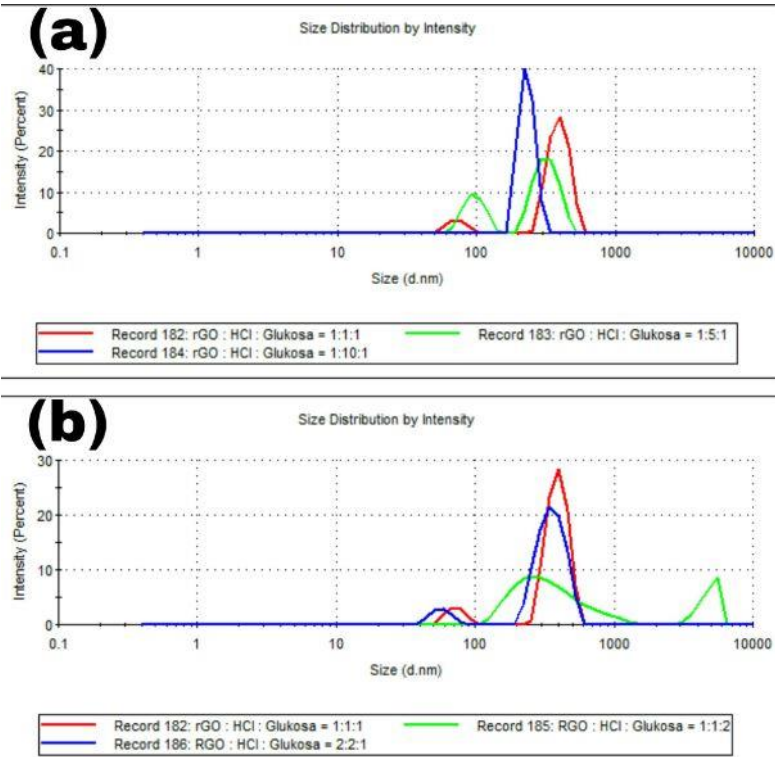 (a)
Size Distribution by Intensity
Intensity (Percent)
40
30
20
10
0
0.1 1 10 100 1000 10000
Size (d.nm)
Record 182: rGO : HCl : Glukosa = 1:1:1 Record 183: rGO : HCl : Glukosa = 1:5:1
Record 184: rGO : HCl : Glukosa = 1:10:1
(b)
Size Distribution by Intensity
Intensity (Percent)
30
20
10
0
0.1 1 10 100 1000 10000
Size (d.nm)
Record 182: rGO : HCl : Glukosa = 1:1:1 Record 185: RGO : HCl : Glukosa = 1:1:2
Record 186: RGO : HCl : Glukosa = 2:2:1